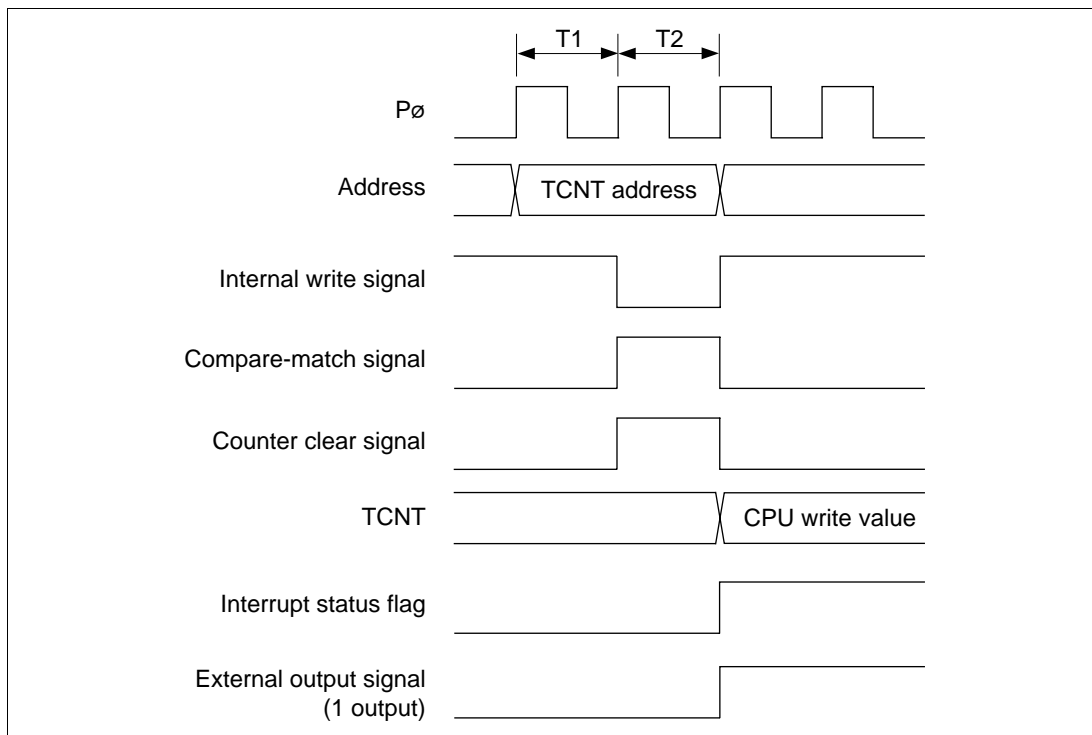 T1 T2
Pø
Address TCNT address
Internal write signal
Compare-match signal
Counter clear signal
TCNT CPU write value
Interrupt status flag
External output signal
(1 output)